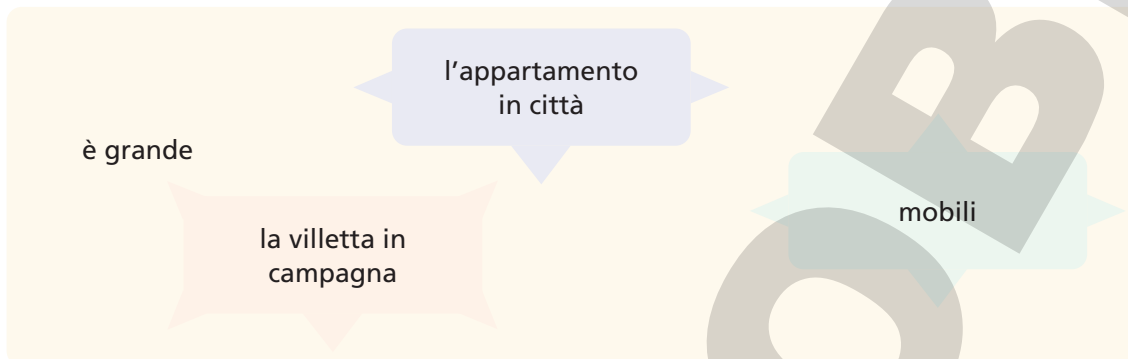 l'appartamento
in città
è grande
mobili
la villetta in
campagna